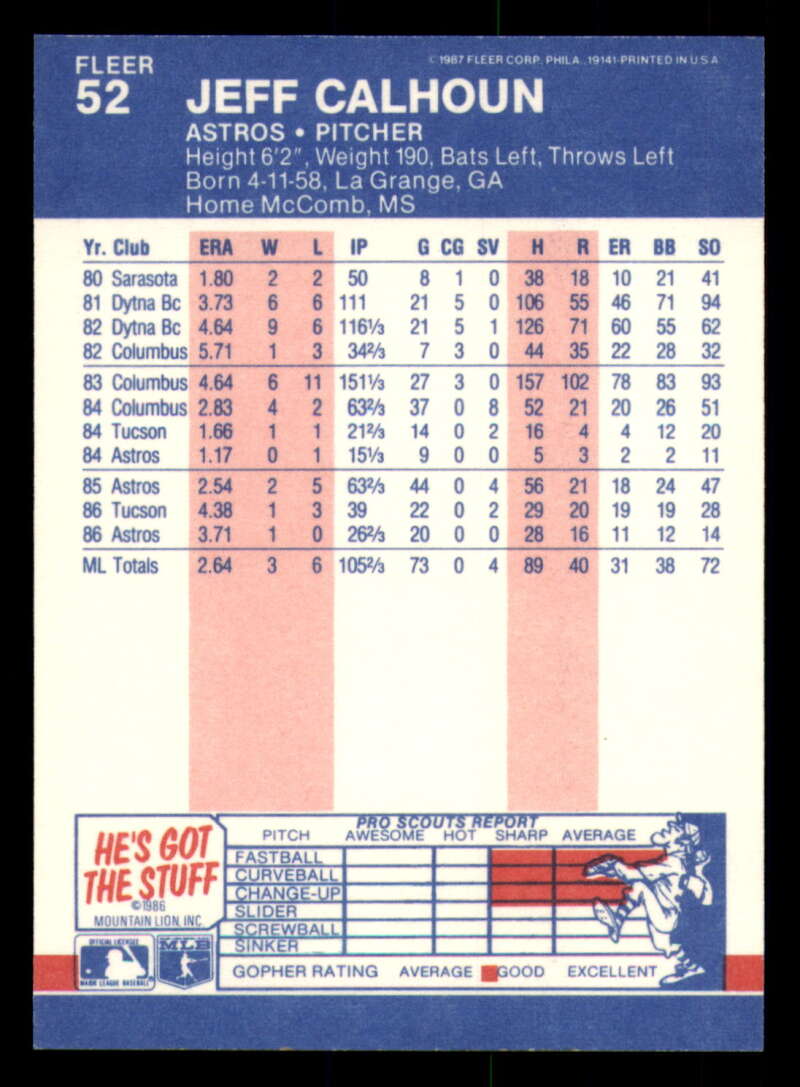 FLEER
52
© 1987 FLEER CORP. PHILA. 19141-PRINTED IN U.S.A.
JEFF CALHOUN
ASTROS • PITCHER
Height 6'2", Weight 190, Bats Left, Throws Left
Born 4-11-58, La Grange, GA
Home McComb, MS
Yr. Club ERA W L IP G CG SV H R ER BB SO
80 Sarasota 1.80 2 2 50 8 1 0 38 18 10 21 41
81 Dytna Bc 3.73 6 6 111 21 5 0 106 55 46 71 94
82 Dytna Bc 4.64 9 6 116⅓ 21 5 1 126 71 60 55 62
82 Columbus 5.71 1 3 34⅔ 7 3 0 44 35 22 28 32
83 Columbus 4.64 6 11 151⅓ 27 3 0 157 102 78 83 93
84 Columbus 2.83 4 2 63⅔ 37 0 8 52 21 20 26 51
84 Tucson 1.66 1 1 21⅔ 14 0 2 16 4 4 12 20
84 Astros 1.17 0 1 15⅓ 9 0 0 5 3 2 2 11
85 Astros 2.54 2 5 63⅔ 44 0 4 56 21 18 24 47
86 Tucson 4.38 1 3 39 22 0 2 29 20 19 19 28
86 Astros 3.71 1 0 26⅔ 20 0 0 28 16 11 12 14
ML Totals 2.64 3 6 105⅔ 73 0 4 89 40 31 38 72
HE'S GOT
THE STUFF
©1986
MOUNTAIN LION, INC.
OFFICIAL LICENSEE
MAJOR LEAGUE BASEBALL
MLB
PRO SCOUTS REPORT
PITCH AWESOME HOT SHARP AVERAGE
FASTBALL
CURVEBALL
CHANGE-UP
SLIDER
SCREWBALL
SINKER
GOPHER RATING AVERAGE GOOD EXCELLENT